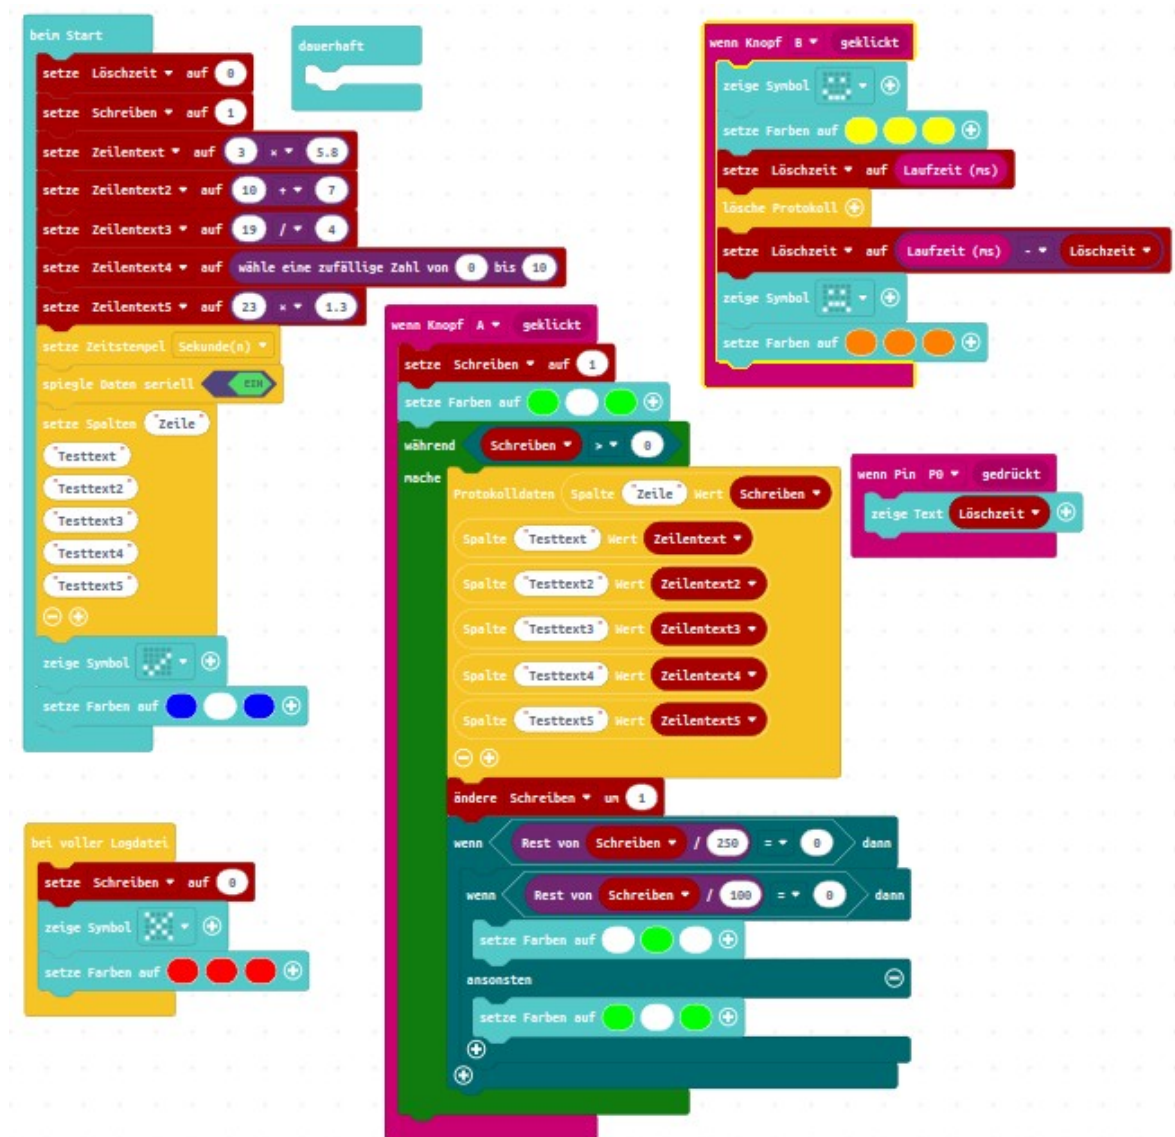 beim Start
setze Löschzeit auf 0
setze Schreiben auf 1
setze Zeilentext auf 3 × 5.8
setze Zeilentext2 auf 10 + 7
setze Zeilentext3 auf 19 / 4
setze Zeilentext4 auf wähle eine zufällige Zahl von 0 bis 10
setze Zeilentext5 auf 23 × 1.3
setze Zeitstempel Sekunde(n)
spiegle Daten seriell EIN
setze Spalten "Zeile"
"Testtext"
"Testtext2"
"Testtext3"
"Testtext4"
"Testtext5"
zeige Symbol
setze Farben auf
dauerhaft
bei voller Logdatei
setze Schreiben auf 0
zeige Symbol
setze Farben auf
wenn Knopf A geklickt
setze Schreiben auf 1
setze Farben auf
während Schreiben > 0
mache
Protokolldaten Spalte "Zeile" Wert Schreiben
Spalte "Testtext" Wert Zeilentext
Spalte "Testtext2" Wert Zeilentext2
Spalte "Testtext3" Wert Zeilentext3
Spalte "Testtext4" Wert Zeilentext4
Spalte "Testtext5" Wert Zeilentext5
ändere Schreiben um 1
wenn Rest von Schreiben / 250 = 0 dann
wenn Rest von Schreiben / 100 = 0 dann
setze Farben auf
ansonsten
setze Farben auf
wenn Knopf B geklickt
zeige Symbol
setze Farben auf
setze Löschzeit auf Laufzeit (ms)
lösche Protokoll
setze Löschzeit auf Laufzeit (ms) - Löschzeit
zeige Symbol
setze Farben auf
wenn Pin P0 gedrückt
zeige Text Löschzeit